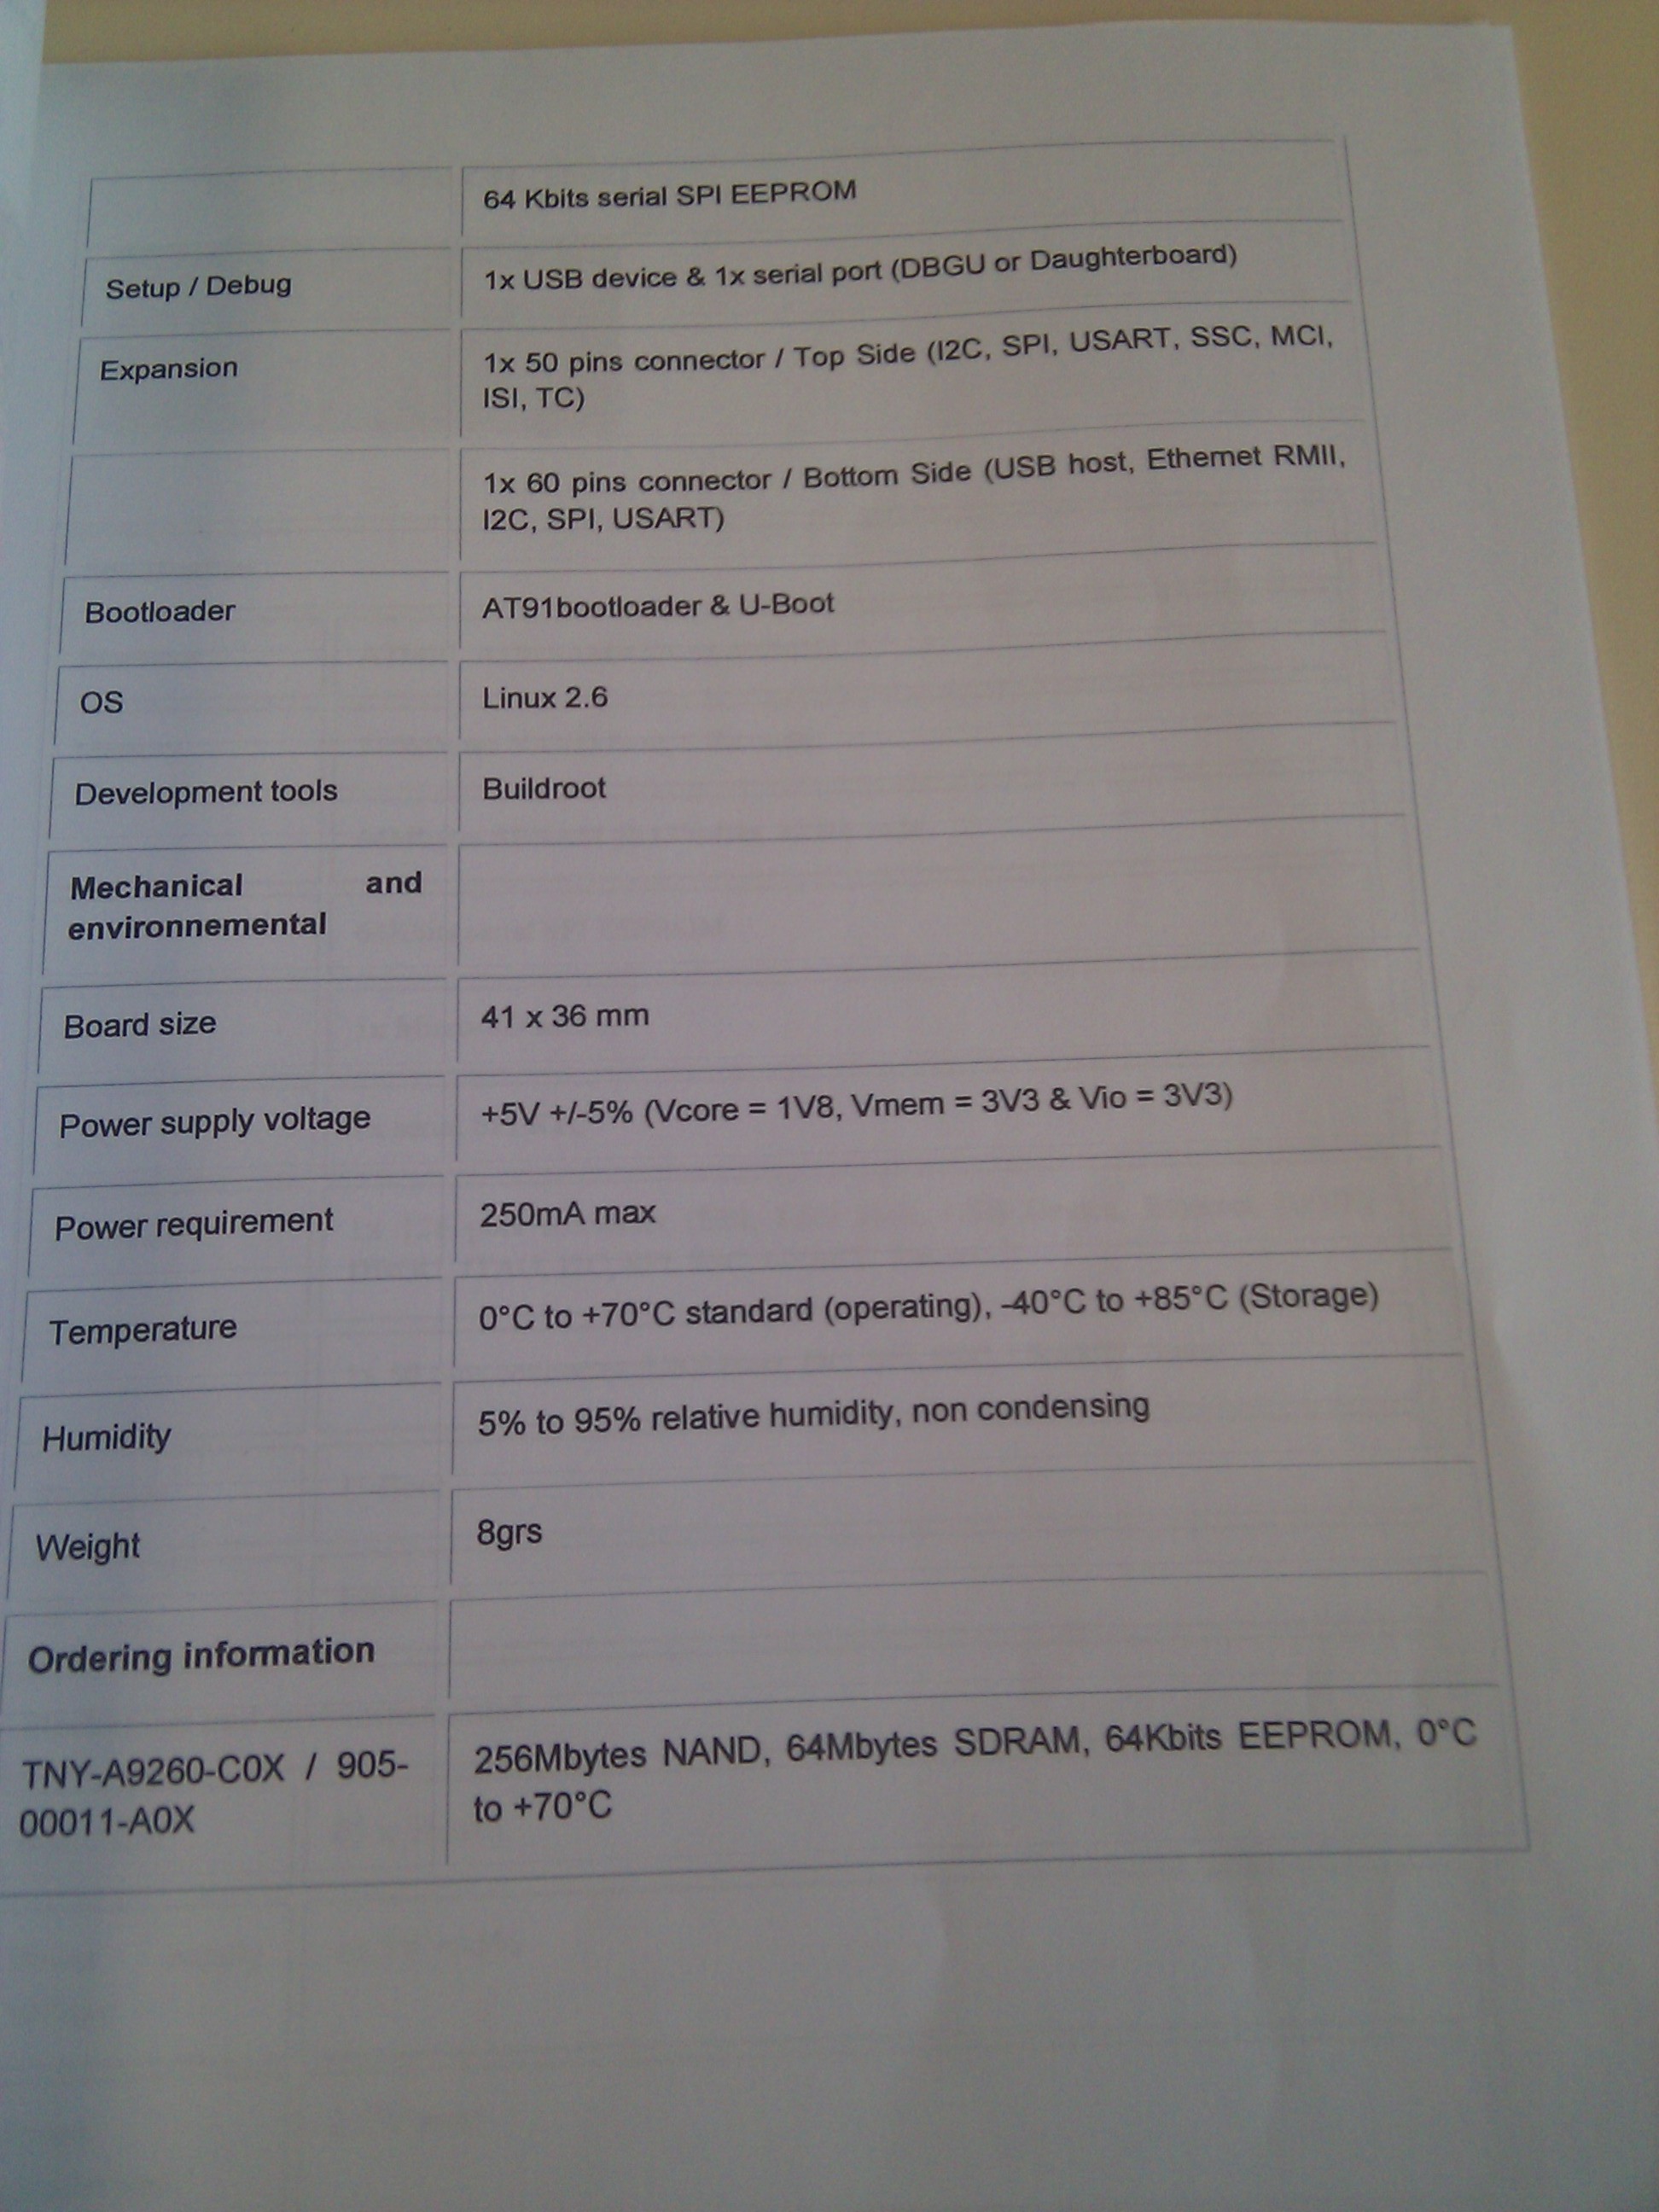 64 Kbits serial SPI EEPROM
Setup / Debug
1x USB device & 1x serial port (DBGU or Daughterboard)
Expansion
1x 50 pins connector / Top Side (I2C, SPI, USART, SSC, MCI,
ISI, TC)
1x 60 pins connector / Bottom Side (USB host, Ethernet RMII,
I2C, SPI, USART)
Bootloader
AT91bootloader & U-Boot
OS
Linux 2.6
Development tools
Buildroot
Mechanical and
environnemental
Board size
41 x 36 mm
Power supply voltage
+5V +/-5% (Vcore = 1V8, Vmem = 3V3 & Vio = 3V3)
Power requirement
250mA max
Temperature
0°C to +70°C standard (operating), -40°C to +85°C (Storage)
Humidity
5% to 95% relative humidity, non condensing
Weight
8grs
Ordering information
TNY-A9260-C0X / 905-
00011-A0X
256Mbytes NAND, 64Mbytes SDRAM, 64Kbits EEPROM, 0°C
to +70°C